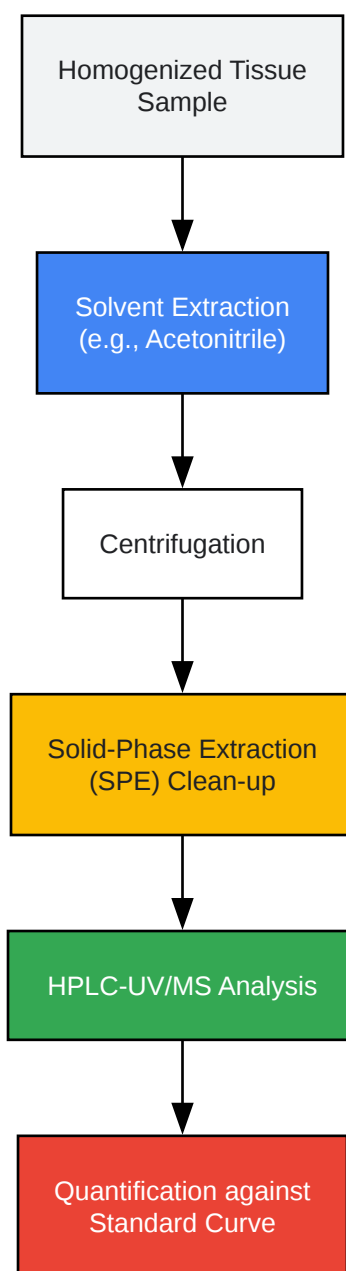 Homogenized Tissue
Sample
Solvent Extraction
(e.g., Acetonitrile)
Centrifugation
Solid-Phase Extraction
(SPE) Clean-up
HPLC-UV/MS Analysis
Quantification against
Standard Curve